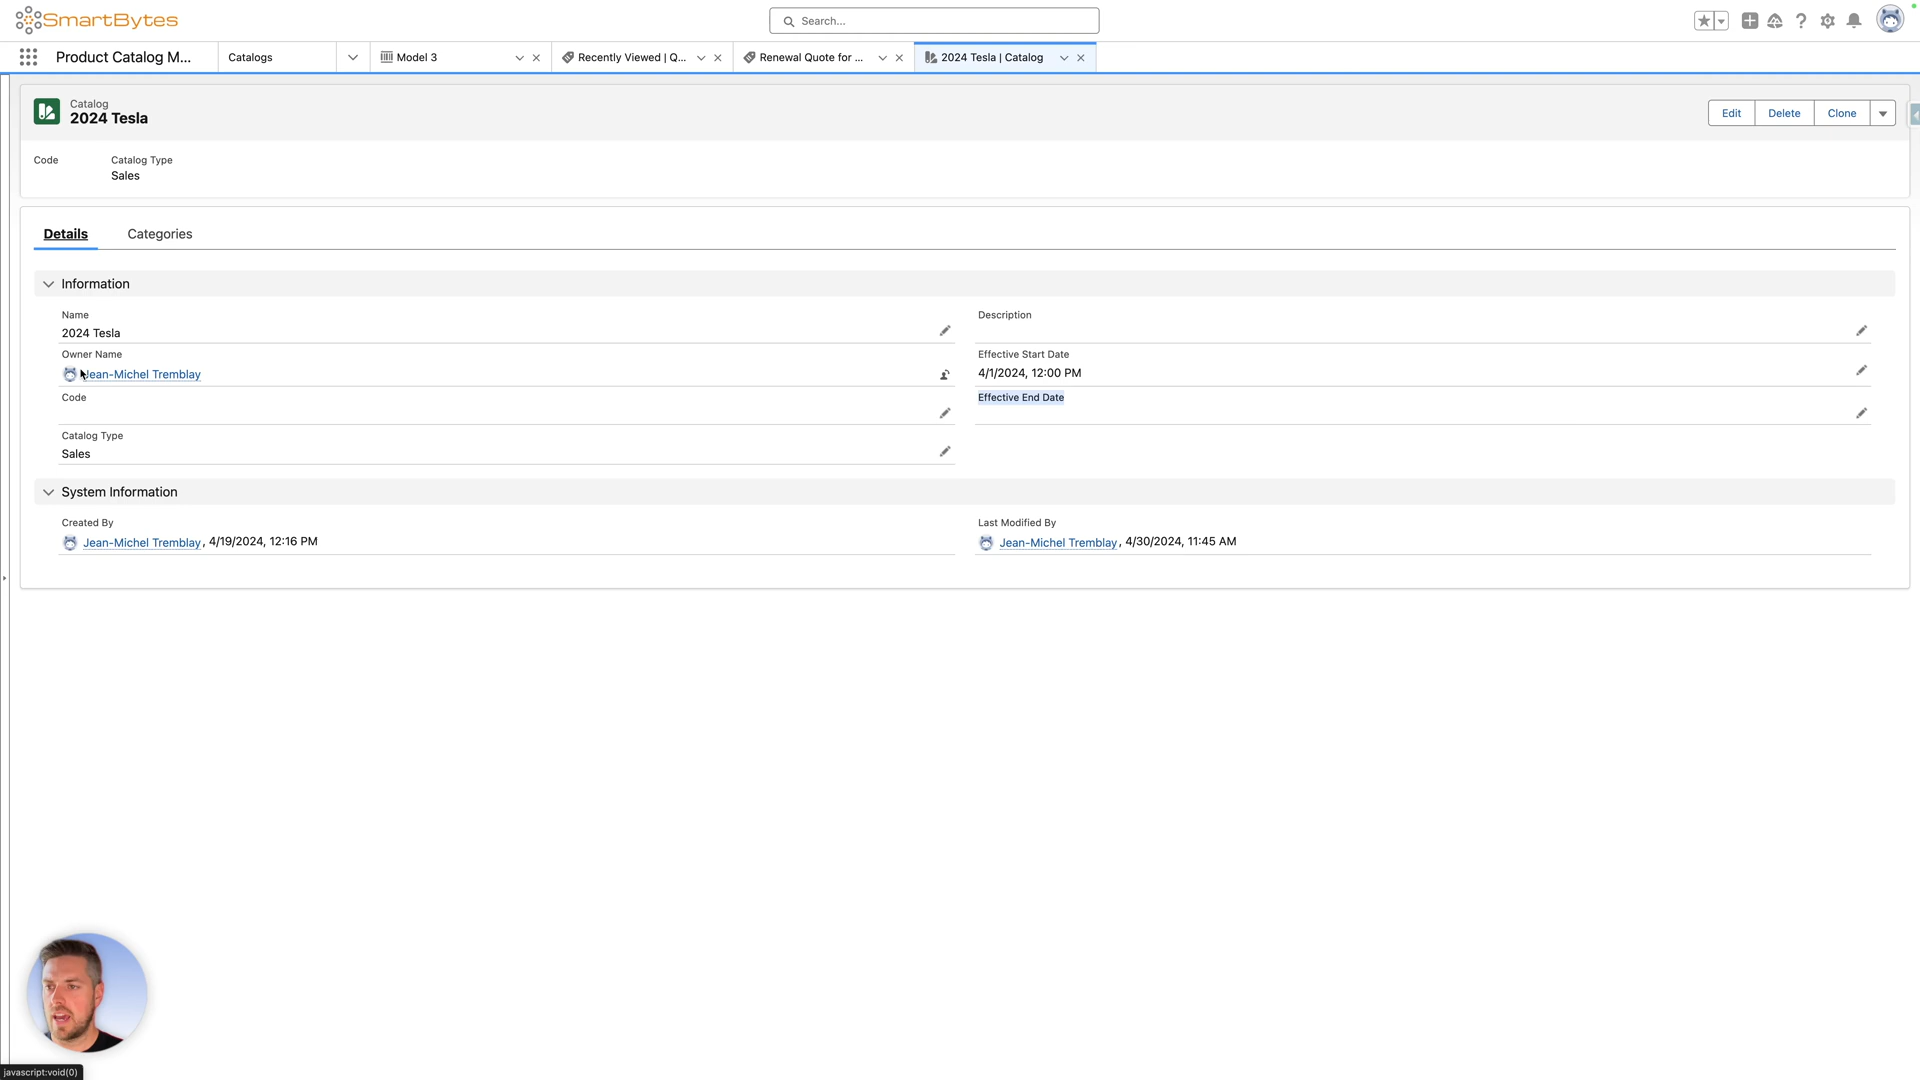 SmartBytes
Search...
Product Catalog M...
Catalogs
Model 3
Recently Viewed | Q...
Renewal Quote for ...
2024 Tesla | Catalog
Catalog
2024 Tesla
Edit
Delete
Clone
Code
Catalog Type
Sales
Details
Categories
Information
Name
2024 Tesla
Description
Owner Name
Jean-Michel Tremblay
Effective Start Date
4/1/2024, 12:00 PM
Code
Effective End Date
Catalog Type
Sales
System Information
Created By
Jean-Michel Tremblay, 4/19/2024, 12:16 PM
Last Modified By
Jean-Michel Tremblay, 4/30/2024, 11:45 AM
javascript:void(0)